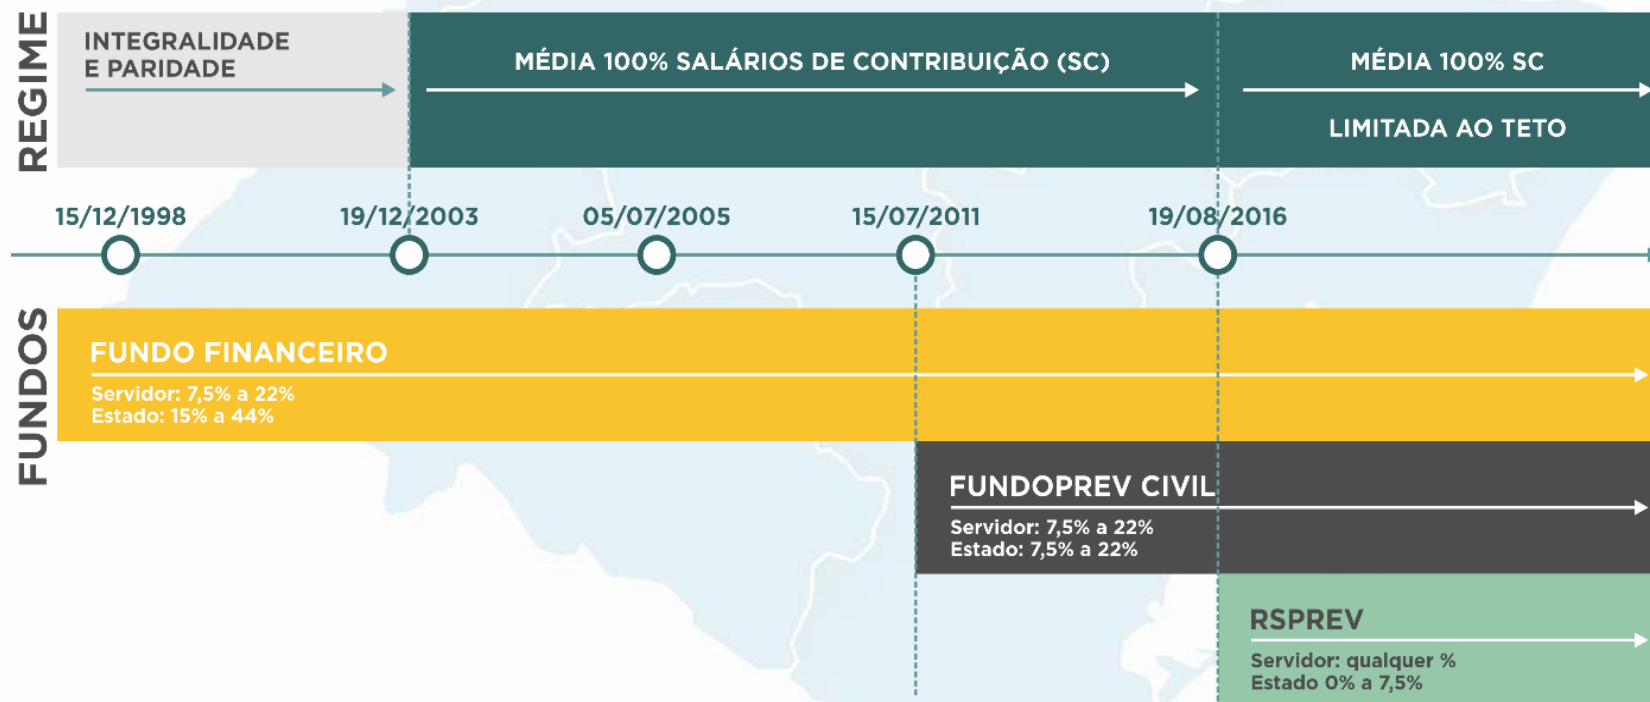 REGIME
INTEGRALIDADE
E PARIDADE
MÉDIA 100% SALÁRIOS DE CONTRIBUIÇÃO (SC)
MÉDIA 100% SC
LIMITADA AO TETO
15/12/1998
19/12/2003
05/07/2005
15/07/2011
19/08/2016
FUNDOS
FUNDO FINANCEIRO
Servidor: 7,5% a 22%
Estado: 15% a 44%
FUNDOPREV CIVIL
Servidor: 7,5% a 22%
Estado: 7,5% a 22%
RSPREV
Servidor: qualquer %
Estado 0% a 7,5%